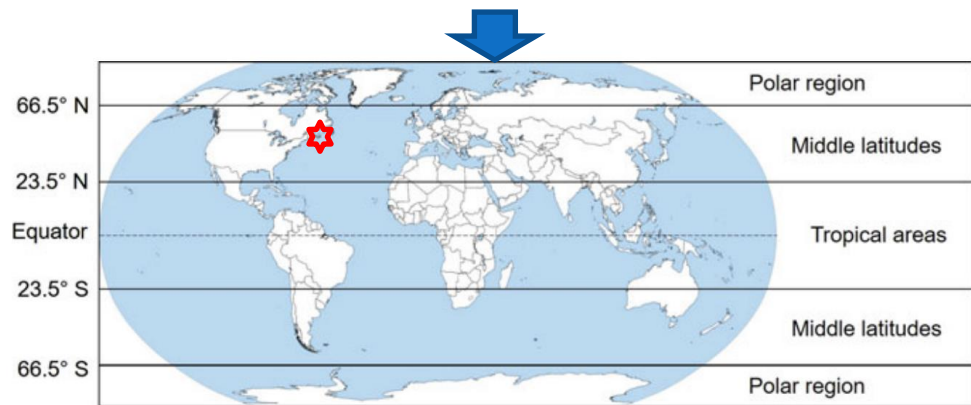 Polar region
66.5° N
Middle latitudes
23.5° N
Equator
Tropical areas
23.5° S
Middle latitudes
66.5° S
Polar region